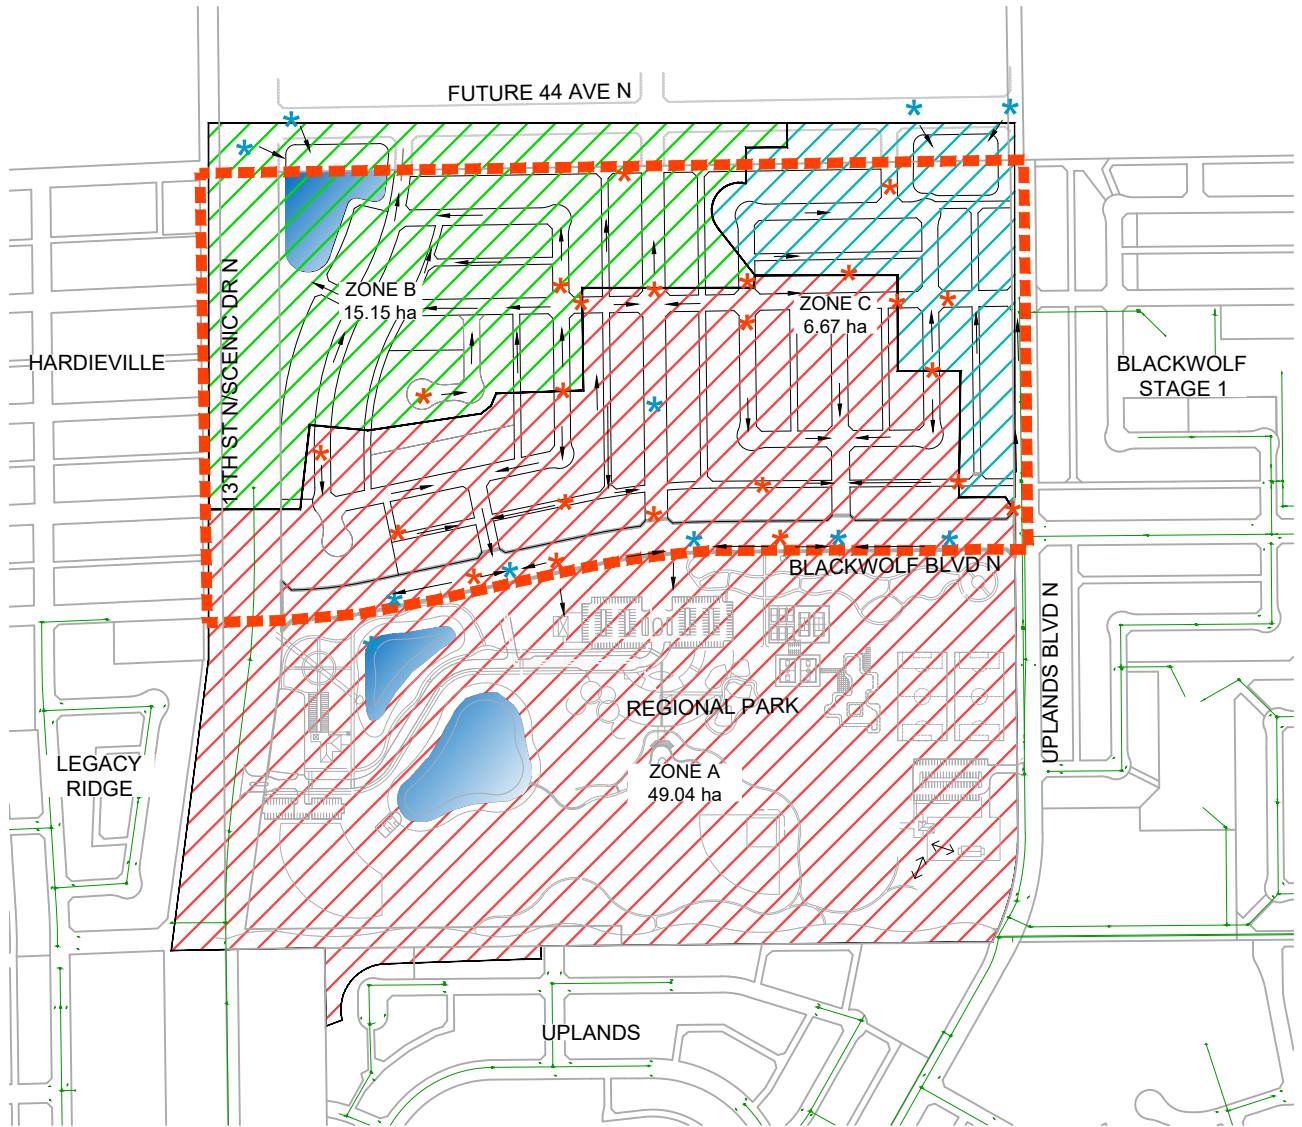 FUTURE 44 AVE N
13TH ST N/SCENIC DR N
ZONE B
15.15 ha
ZONE C
6.67 ha
HARDIEVILLE
BLACKWOLF
STAGE 1
BLACKWOLF BLVD N
UPLANDS BLVD N
REGIONAL PARK
LEGACY
RIDGE
ZONE A
49.04 ha
UPLANDS